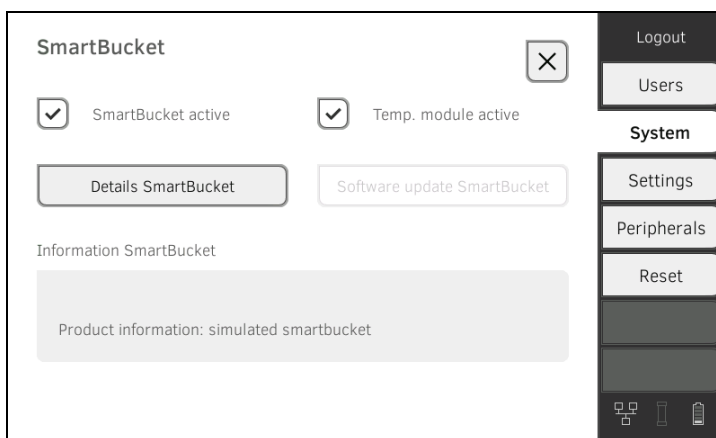 SmartBucket
SmartBucket active
Temp. module active
Details SmartBucket
Software update SmartBucket
Information SmartBucket
Product information: simulated smartbucket
Logout
Users
System
Settings
Peripherals
Reset